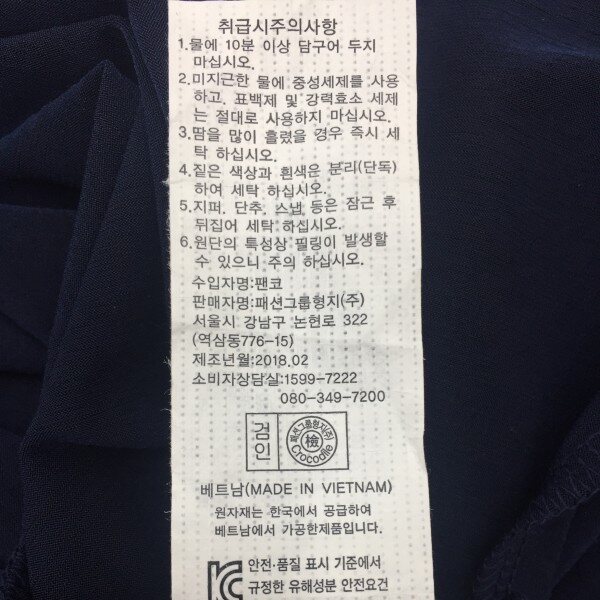 취급시주의사항
1.물에 10분 이상 담구어 두지
마십시오.
2.미지근한 물에 중성세제를 사용
하고, 표백제 및 강력효소 세제
는 절대로 사용하지 마십시오.
3.땀을 많이 흘렸을 경우 즉시 세
탁 하십시오.
4.짙은 색상과 흰색은 분리(단독)
하여 세탁 하십시오.
5.지퍼, 단추, 스냅 등은 잠근 후
뒤집어 세탁 하십시오.
6.원단의 특성상 필링이 발생할
수 있으니 주의 하십시오.
수입자명:팬코
판매자명:패션그룹형지(주)
서울시 강남구 논현로 322
(역삼동776-15)
제조년월:2018.02
소비자상담실:1599-7222
080-349-7200
검인
패션그룹형지(주)
檢
Crocodile
베트남(MADE IN VIETNAM)
원자재는 한국에서 공급하여
베트남에서 가공한제품입니다.
안전·품질 표시 기준에서
규정한 유해성분 안전요건